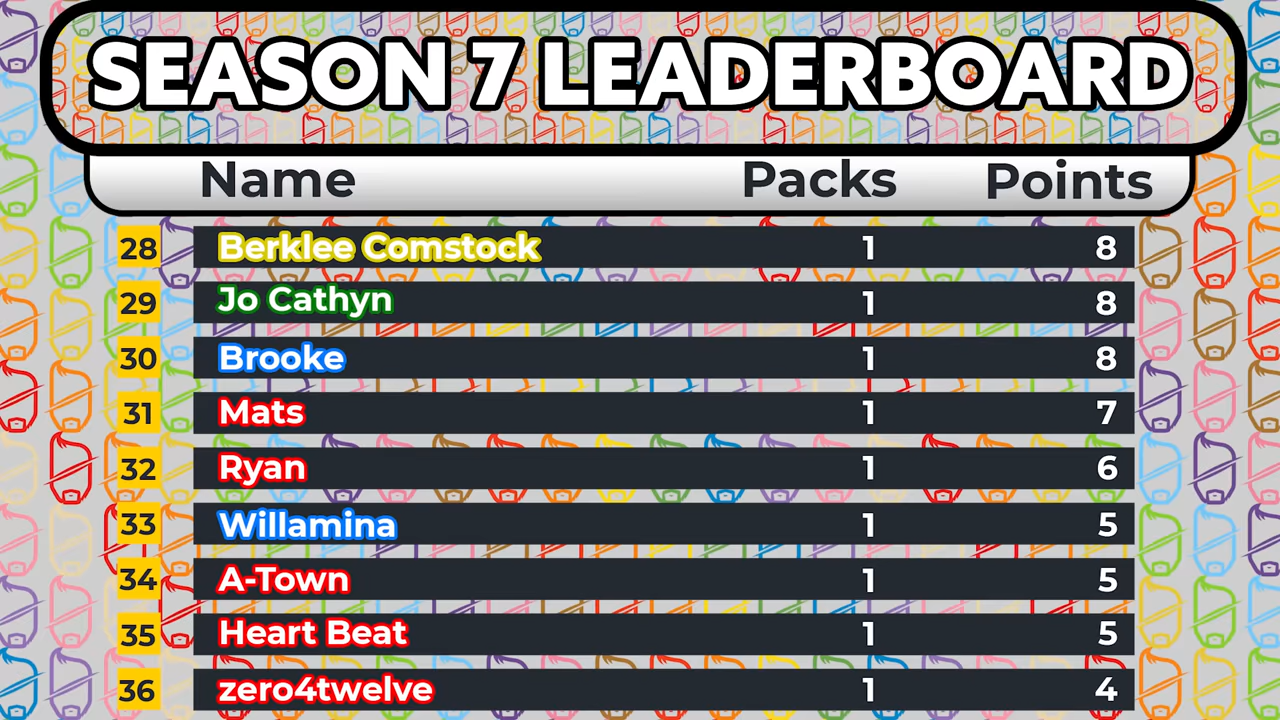 SEASON 7 LEADERBOARD
Name Packs Points
28 Berklee Comstock 1 8
29 Jo Cathyn 1 8
30 Brooke 1 8
31 Mats 1 7
32 Ryan 1 6
33 Willamina 1 5
34 A-Town 1 5
35 Heart Beat 1 5
36 zero4twelve 1 4